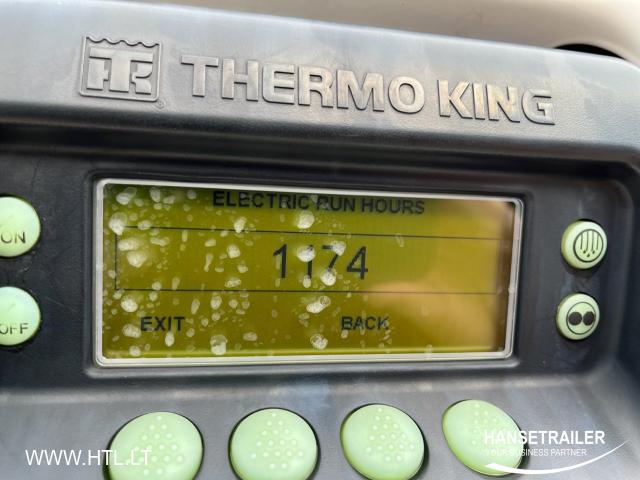 THERMO KING
ELECTRIC RUN HOURS
1174
EXIT BACK
ON
OFF
WWW.HTL.LT
HANSETRAILER
YOUR BUSINESS PARTNER